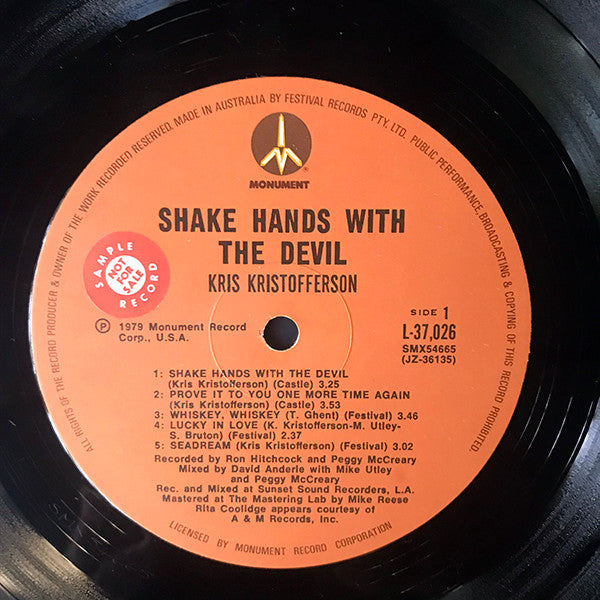 ALL RIGHTS OF THE RECORD PRODUCER & OWNER OF THE WORK RECORDED RESERVED. MADE IN AUSTRALIA BY FESTIVAL RECORDS PTY. LTD. PUBLIC PERFORMANCE, BROADCASTING & COPYING OF THIS RECORD PROHIBITED.
MONUMENT
SHAKE HANDS WITH
THE DEVIL
KRIS KRISTOFFERSON
SAMPLE
NOT
FOR
SALE
RECORD
SIDE 1
L-37,026
SMX54665
(JZ-36135)
℗ 1979 Monument Record
Corp., U.S.A.
1: SHAKE HANDS WITH THE DEVIL
(Kris Kristofferson) (Castle) 3.25
2: PROVE IT TO YOU ONE MORE TIME AGAIN
(Kris Kristofferson) (Castle) 3.53
3: WHISKEY, WHISKEY (T. Ghent) (Festival) 3.46
4: LUCKY IN LOVE (K. Kristofferson-M. Utley-
S. Bruton) (Festival) 2.37
5: SEADREAM (Kris Kristofferson) (Festival) 3.02
Recorded by Ron Hitchcock and Peggy McCreary
Mixed by David Anderle with Mike Utley
and Peggy McCreary
Rec. and Mixed at Sunset Sound Recorders, L.A.
Mastered at The Mastering Lab by Mike Reese
Rita Coolidge appears courtesy of
A & M Records, Inc.
LICENSED BY MONUMENT RECORD CORPORATION